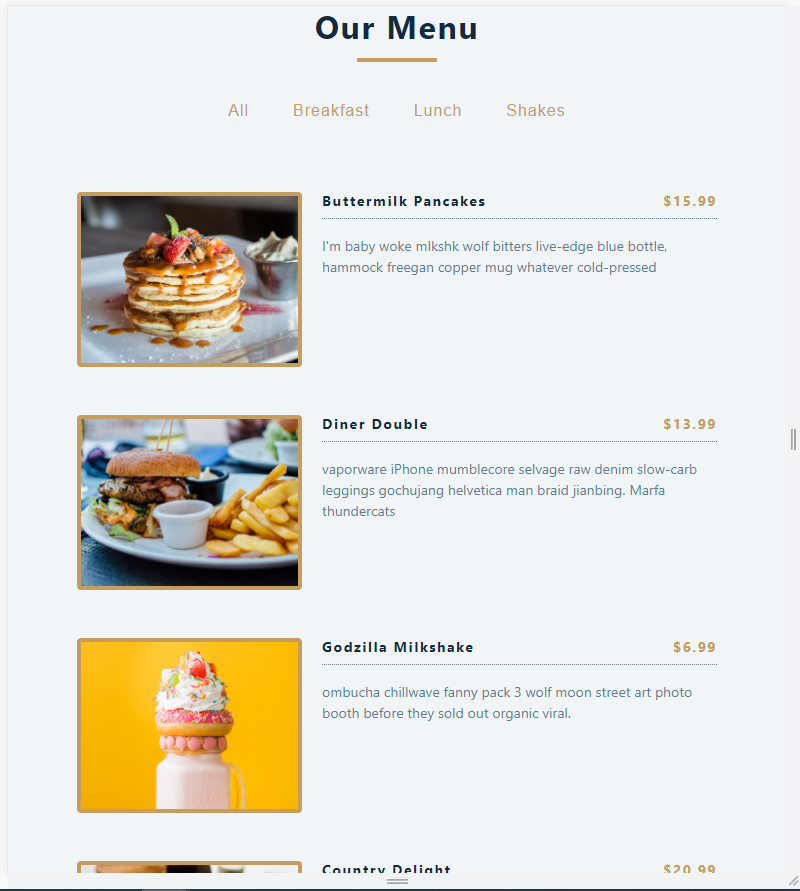 Our Menu
All Breakfast Lunch Shakes
Buttermilk Pancakes $15.99
I'm baby woke mlkshk wolf bitters live-edge blue bottle,
hammock freegan copper mug whatever cold-pressed
Diner Double $13.99
vaporware iPhone mumblecore selvage raw denim slow-carb
leggings gochujang helvetica man braid jianbing. Marfa
thundercats
Godzilla Milkshake $6.99
ombucha chillwave fanny pack 3 wolf moon street art photo
booth before they sold out organic viral.
Country Delight $20.99